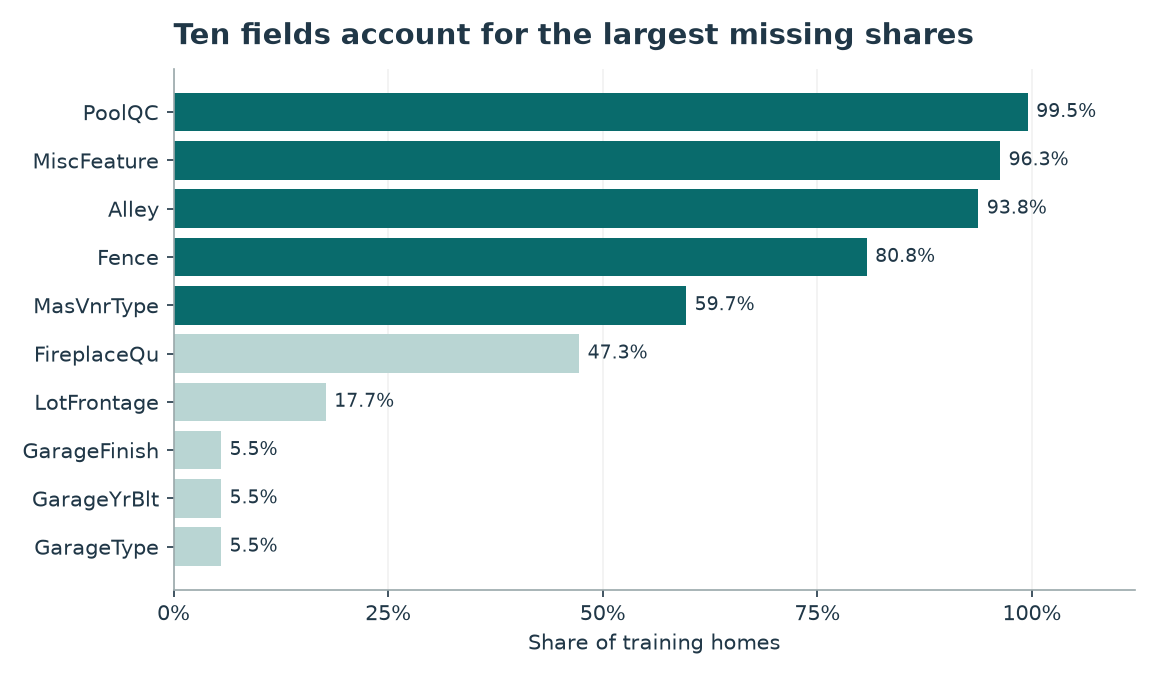 Ten fields account for the largest missing shares
PoolQC 99.5%
MiscFeature 96.3%
Alley 93.8%
Fence 80.8%
MasVnrType 59.7%
FireplaceQu 47.3%
LotFrontage 17.7%
GarageFinish 5.5%
GarageYrBlt 5.5%
GarageType 5.5%
0% 25% 50% 75% 100%
Share of training homes